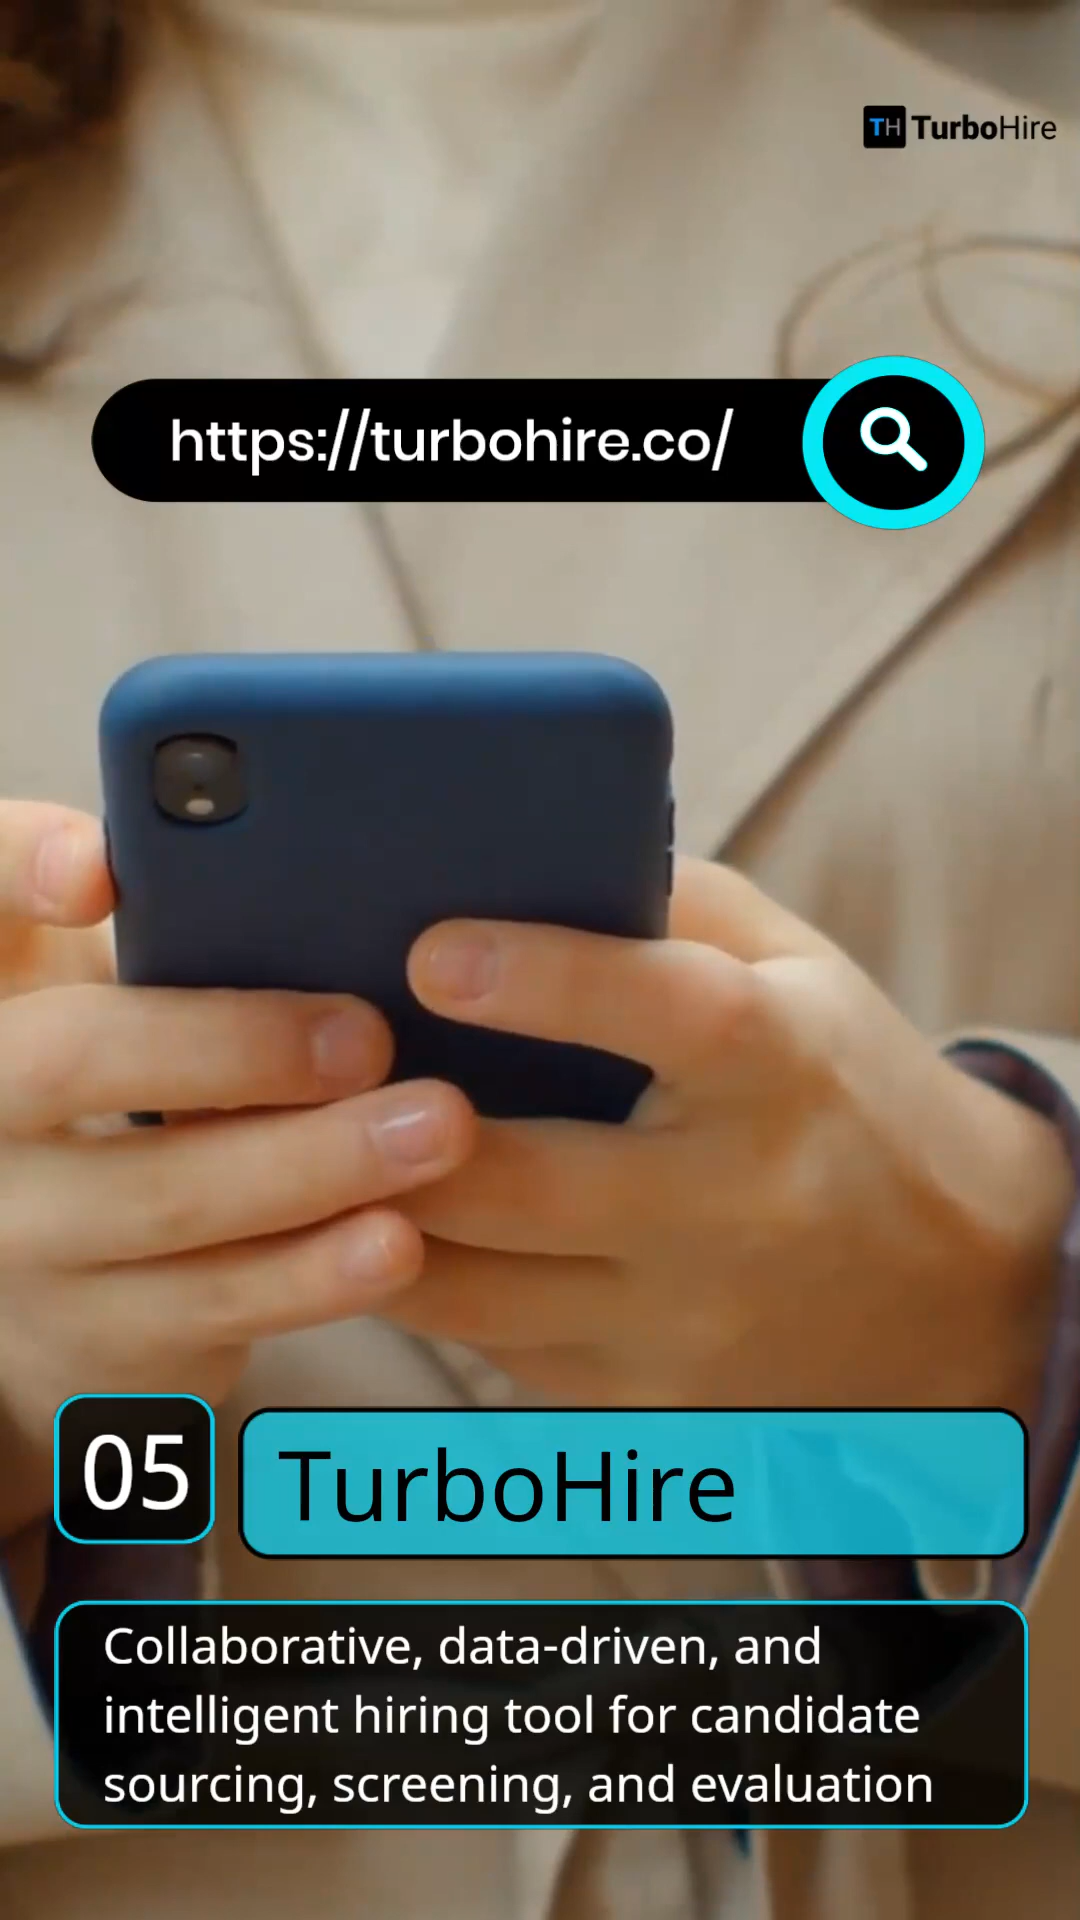 TH TurboHire
https://turbohire.co/
05
TurboHire
Collaborative, data-driven, and
intelligent hiring tool for candidate
sourcing, screening, and evaluation